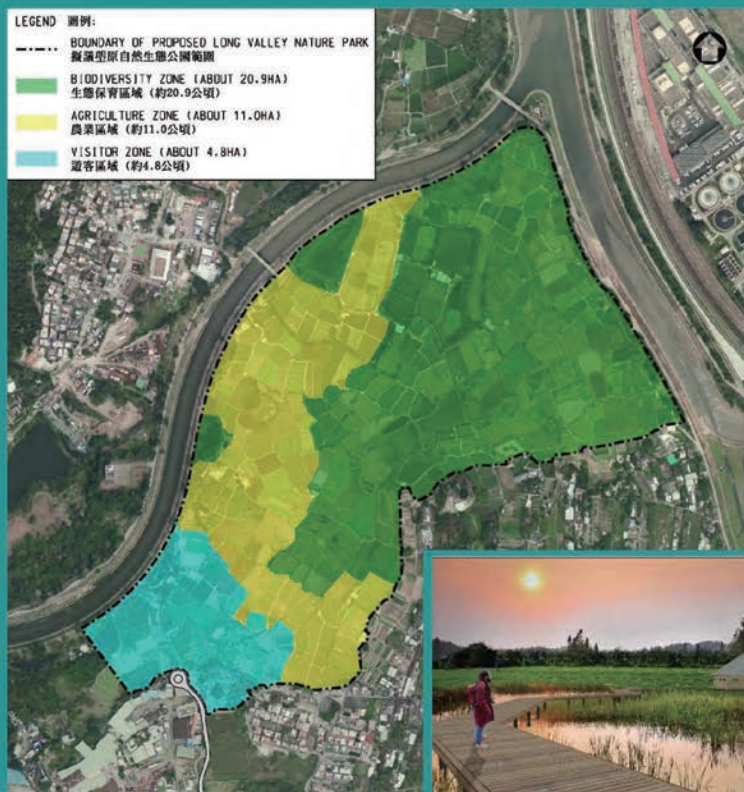 LEGEND 圖例:
BOUNDARY OF PROPOSED LONG VALLEY NATURE PARK
擬議塱原自然生態公園範圍
BIODIVERSITY ZONE (ABOUT 20.9HA)
生態保育區域 (約20.9公頃)
AGRICULTURE ZONE (ABOUT 11.0HA)
農業區域 (約11.0公頃)
VISITOR ZONE (ABOUT 4.8HA)
遊客區域 (約4.8公頃)